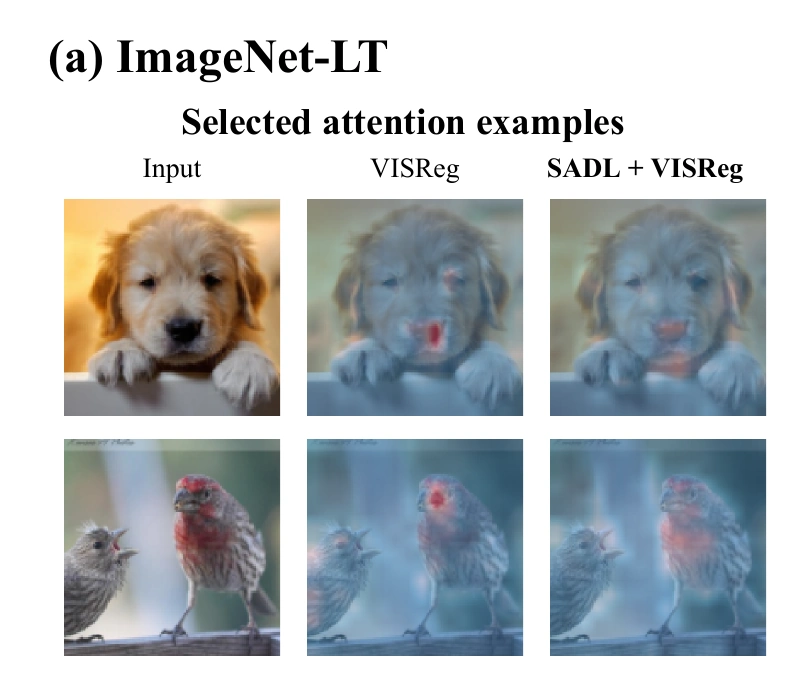 (a) ImageNet-LT
Selected attention examples
Input VISReg SADL + VISReg